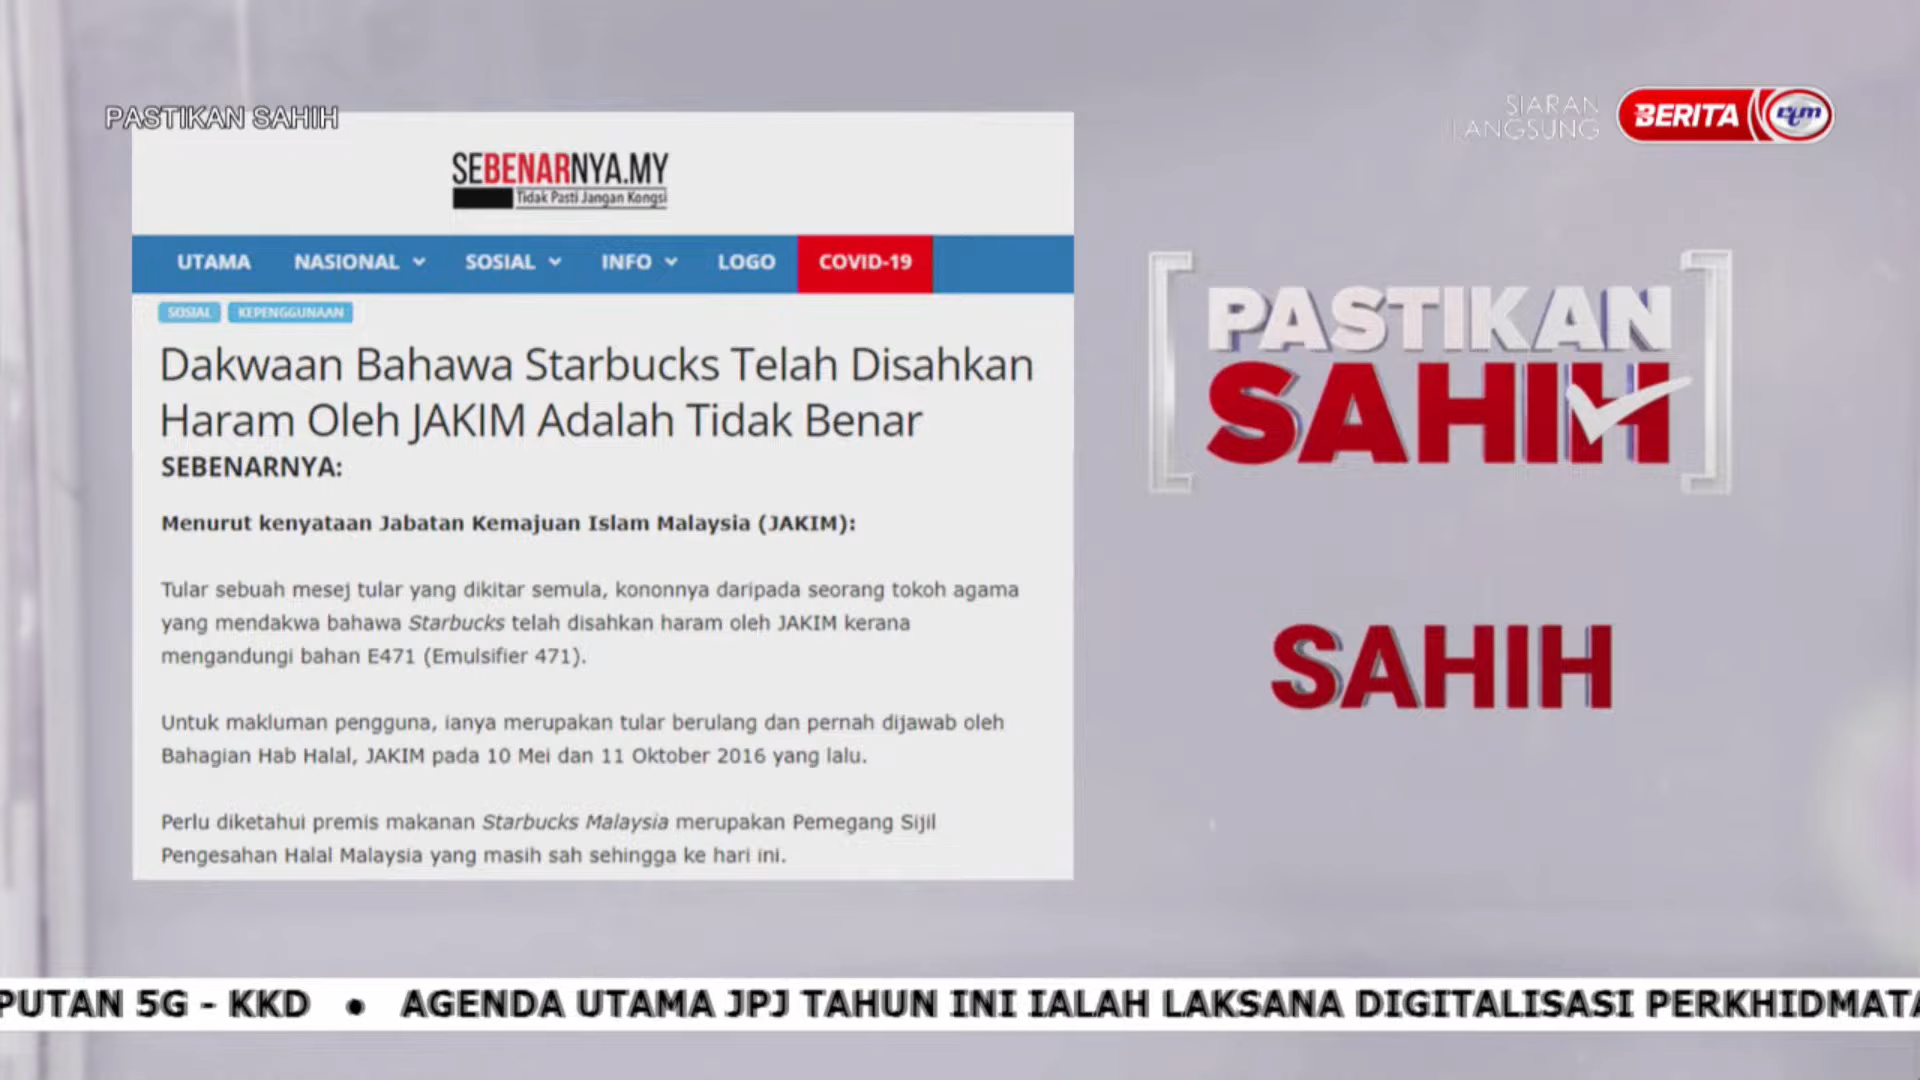 PASTIKAN SAHIH
SIARAN
LANGSUNG
BERITA rtm
SEBENARNYA.MY
Tidak Pasti Jangan Kongsi
UTAMA NASIONAL SOSIAL INFO LOGO COVID-19
SOSIAL KEPENGGUNAAN
Dakwaan Bahawa Starbucks Telah Disahkan
Haram Oleh JAKIM Adalah Tidak Benar
SEBENARNYA:
Menurut kenyataan Jabatan Kemajuan Islam Malaysia (JAKIM):
Tular sebuah mesej tular yang dikitar semula, kononnya daripada seorang tokoh agama
yang mendakwa bahawa Starbucks telah disahkan haram oleh JAKIM kerana
mengandungi bahan E471 (Emulsifier 471).
Untuk makluman pengguna, ianya merupakan tular berulang dan pernah dijawab oleh
Bahagian Hab Halal, JAKIM pada 10 Mei dan 11 Oktober 2016 yang lalu.
Perlu diketahui premis makanan Starbucks Malaysia merupakan Pemegang Sijil
Pengesahan Halal Malaysia yang masih sah sehingga ke hari ini.
PASTIKAN
SAHIH
SAHIH
PUTAN 5G - KKD • AGENDA UTAMA JPJ TAHUN INI IALAH LAKSANA DIGITALISASI PERKHIDMATA